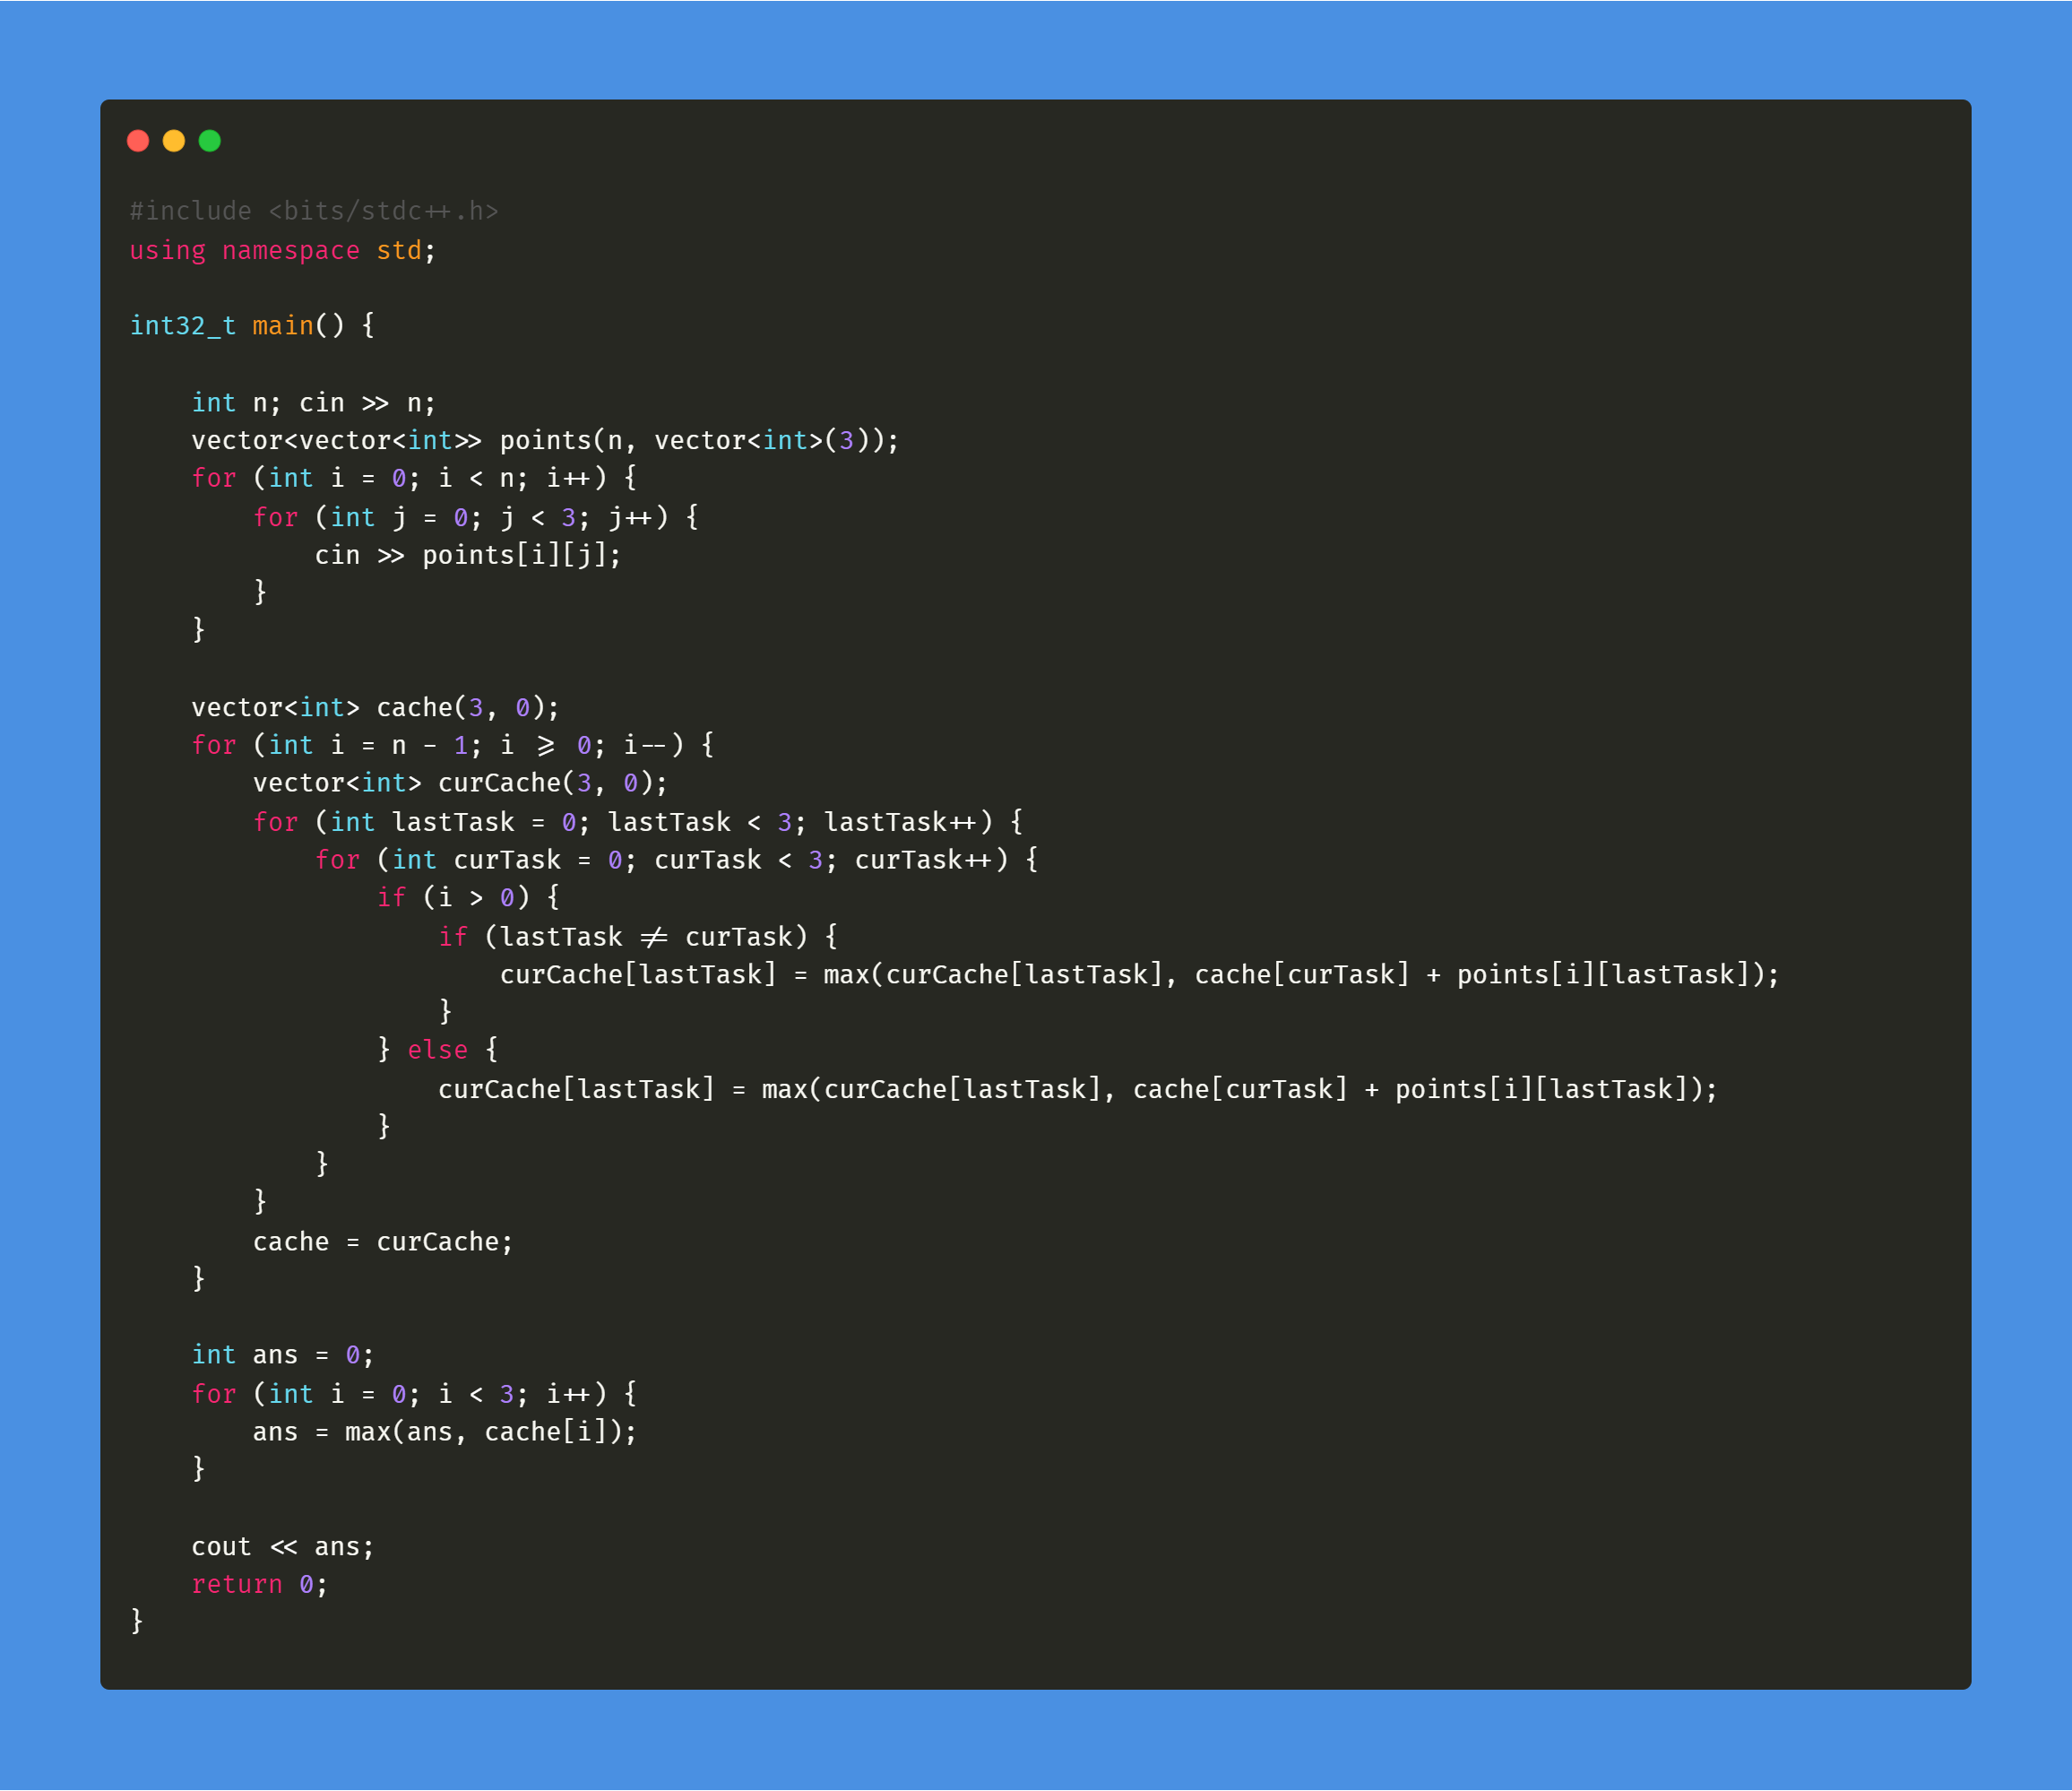 #include <bits/stdc++.h>
using namespace std;

int32_t main() {

    int n; cin >> n;
    vector<vector<int>> points(n, vector<int>(3));
    for (int i = 0; i < n; i++) {
        for (int j = 0; j < 3; j++) {
            cin >> points[i][j];
        }
    }

    vector<int> cache(3, 0);
    for (int i = n - 1; i >= 0; i--) {
        vector<int> curCache(3, 0);
        for (int lastTask = 0; lastTask < 3; lastTask++) {
            for (int curTask = 0; curTask < 3; curTask++) {
                if (i > 0) {
                    if (lastTask != curTask) {
                        curCache[lastTask] = max(curCache[lastTask], cache[curTask] + points[i][lastTask]);
                    }
                } else {
                    curCache[lastTask] = max(curCache[lastTask], cache[curTask] + points[i][lastTask]);
                }
            }
        }
        cache = curCache;
    }

    int ans = 0;
    for (int i = 0; i < 3; i++) {
        ans = max(ans, cache[i]);
    }

    cout << ans;
    return 0;
}